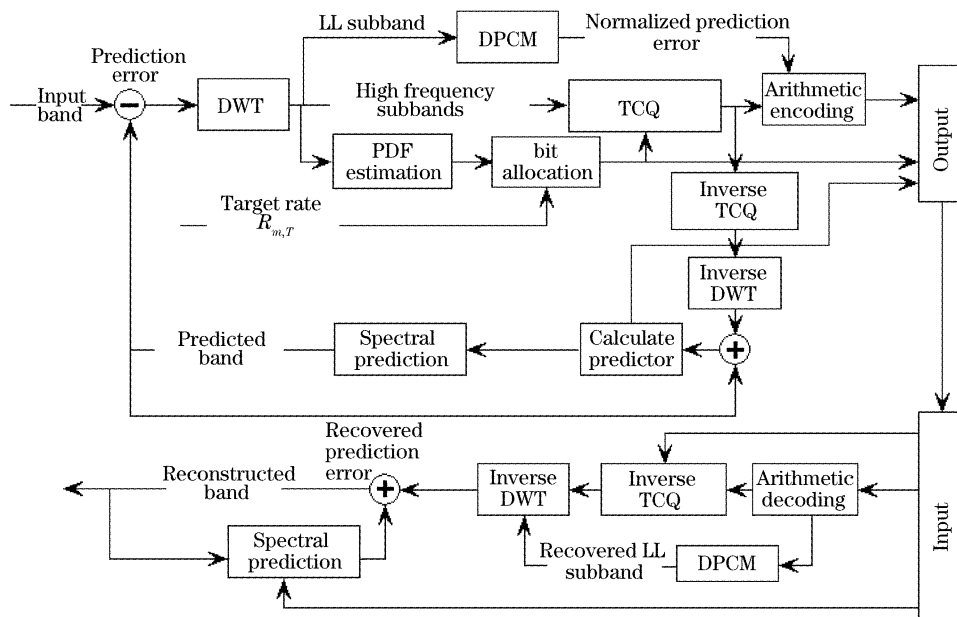 LL subband
DPCM
Normalized prediction
error
Prediction
error
Input
band
DWT
High frequency
subbands
TCQ
Arithmetic
encoding
Output
PDF
estimation
bit
allocation
Inverse
TCQ
Target rate
R_{m,T}
Inverse
DWT
Predicted
band
Spectral
prediction
Calculate
predictor
Recovered
prediction
error
Reconstructed
band
Inverse
DWT
Inverse
TCQ
Arithmetic
decoding
Input
Spectral
prediction
Recovered LL
subband
DPCM